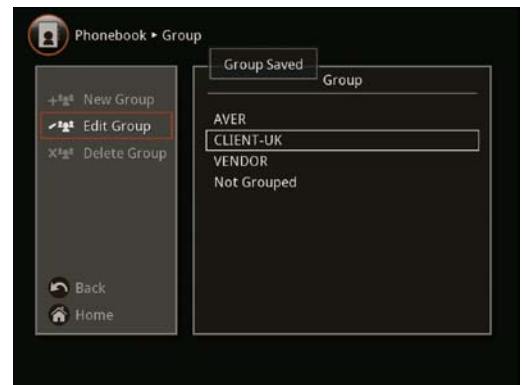 Phonebook ▸ Group
Group Saved
Group
New Group
Edit Group
Delete Group
AVER
CLIENT-UK
VENDOR
Not Grouped
Back
Home